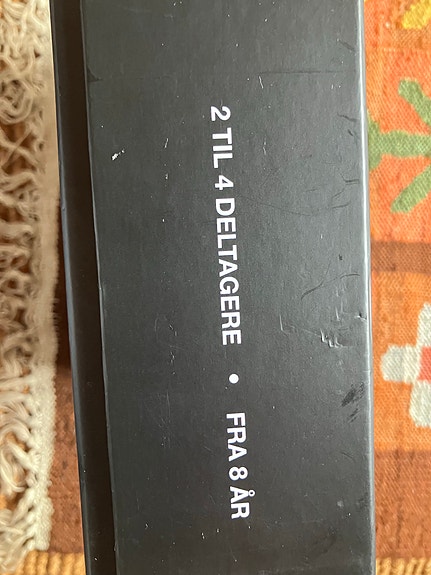 2 TIL 4 DELTAGERE • FRA 8 ÅR